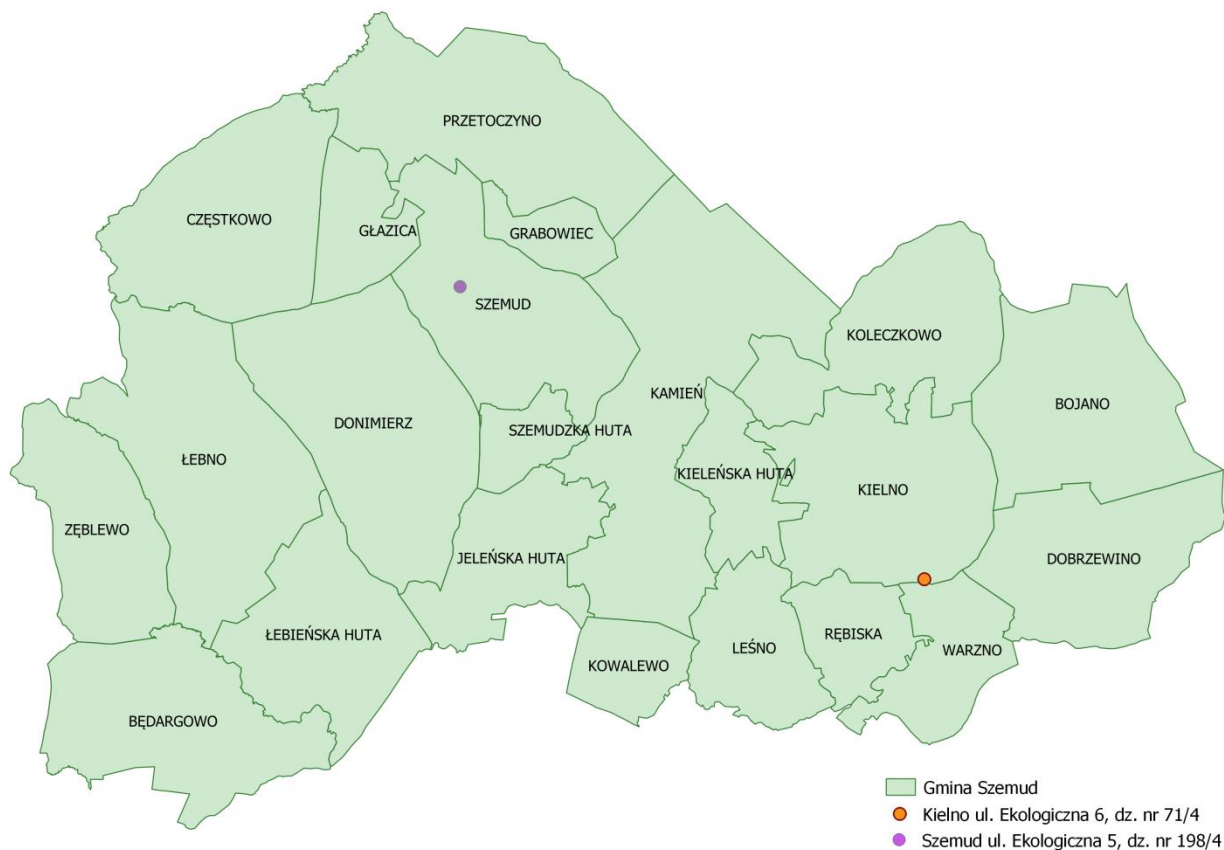 PRZETOCZYNO
CZĘSTKOWO
GŁAZICA
GRABOWIEC
SZEMUD
KOLECZKOWO
KAMIEŃ
BOJANO
DONIMIERZ
SZEMUDZKA HUTA
ŁEBNO
KIELEŃSKA HUTA
KIELNO
ZĘBLEWO
JELEŃSKA HUTA
DOBRZEWINO
ŁEBIEŃSKA HUTA
RĘBISKA
LEŚNO
WARZNO
KOWALEWO
BĘDARGOWO
Gmina Szemud
Kielno ul. Ekologiczna 6, dz. nr 71/4
Szemud ul. Ekologiczna 5, dz. nr 198/4